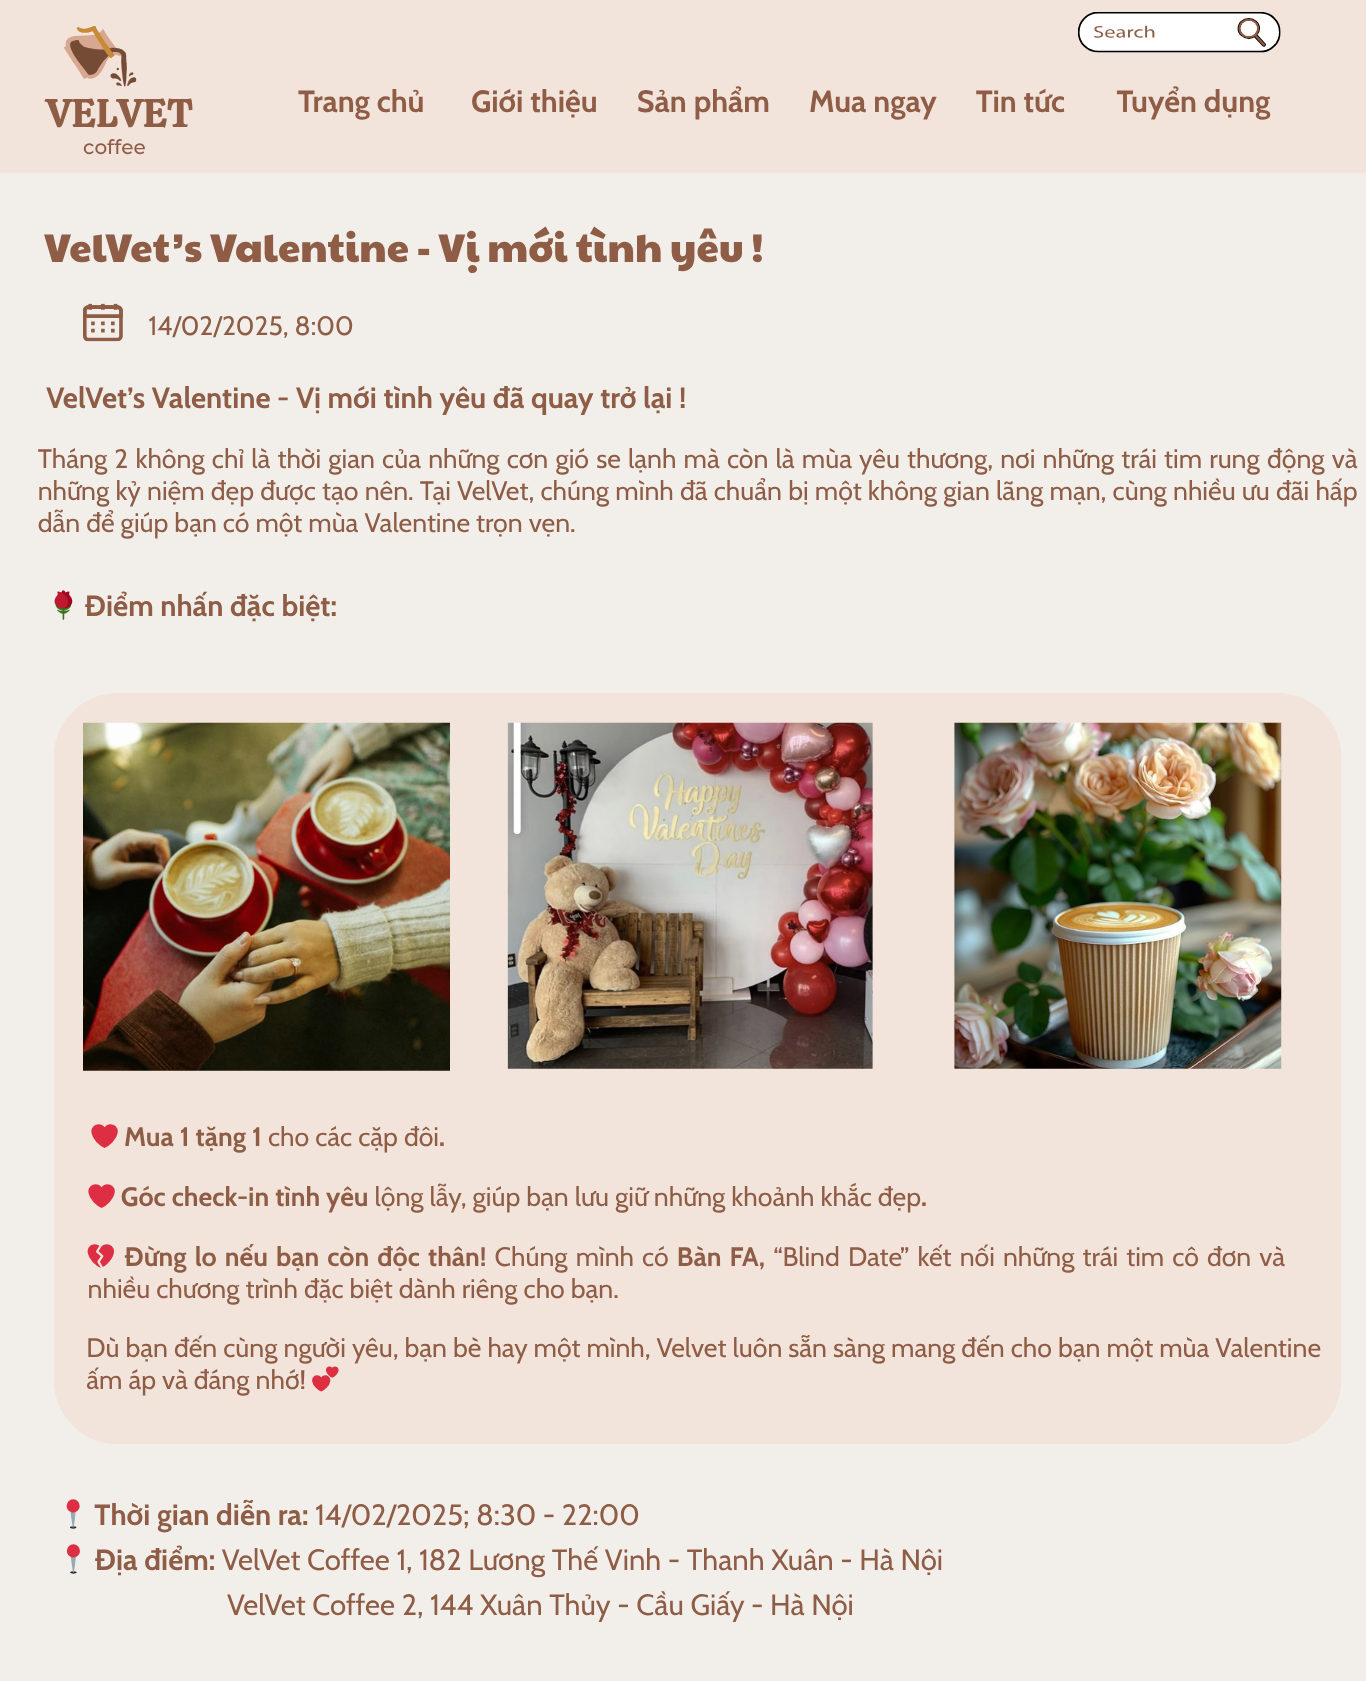 VELVET
coffee
Search
Trang chủ Giới thiệu Sản phẩm Mua ngay Tin tức Tuyển dụng
VelVet’s Valentine - Vị mới tình yêu !
14/02/2025, 8:00
VelVet’s Valentine - Vị mới tình yêu đã quay trở lại !
Tháng 2 không chỉ là thời gian của những cơn gió se lạnh mà còn là mùa yêu thương, nơi những trái tim rung động và
những kỷ niệm đẹp được tạo nên. Tại VelVet, chúng mình đã chuẩn bị một không gian lãng mạn, cùng nhiều ưu đãi hấp
dẫn để giúp bạn có một mùa Valentine trọn vẹn.
🌹 Điểm nhấn đặc biệt:
Happy
Valentines
Day
❤️ Mua 1 tặng 1 cho các cặp đôi.
❤️ Góc check-in tình yêu lộng lẫy, giúp bạn lưu giữ những khoảnh khắc đẹp.
💔 Đừng lo nếu bạn còn độc thân! Chúng mình có Bàn FA, “Blind Date” kết nối những trái tim cô đơn và
nhiều chương trình đặc biệt dành riêng cho bạn.
Dù bạn đến cùng người yêu, bạn bè hay một mình, Velvet luôn sẵn sàng mang đến cho bạn một mùa Valentine
ấm áp và đáng nhớ! 💕
📍 Thời gian diễn ra: 14/02/2025; 8:30 - 22:00
📍 Địa điểm: VelVet Coffee 1, 182 Lương Thế Vinh - Thanh Xuân - Hà Nội
VelVet Coffee 2, 144 Xuân Thủy - Cầu Giấy - Hà Nội